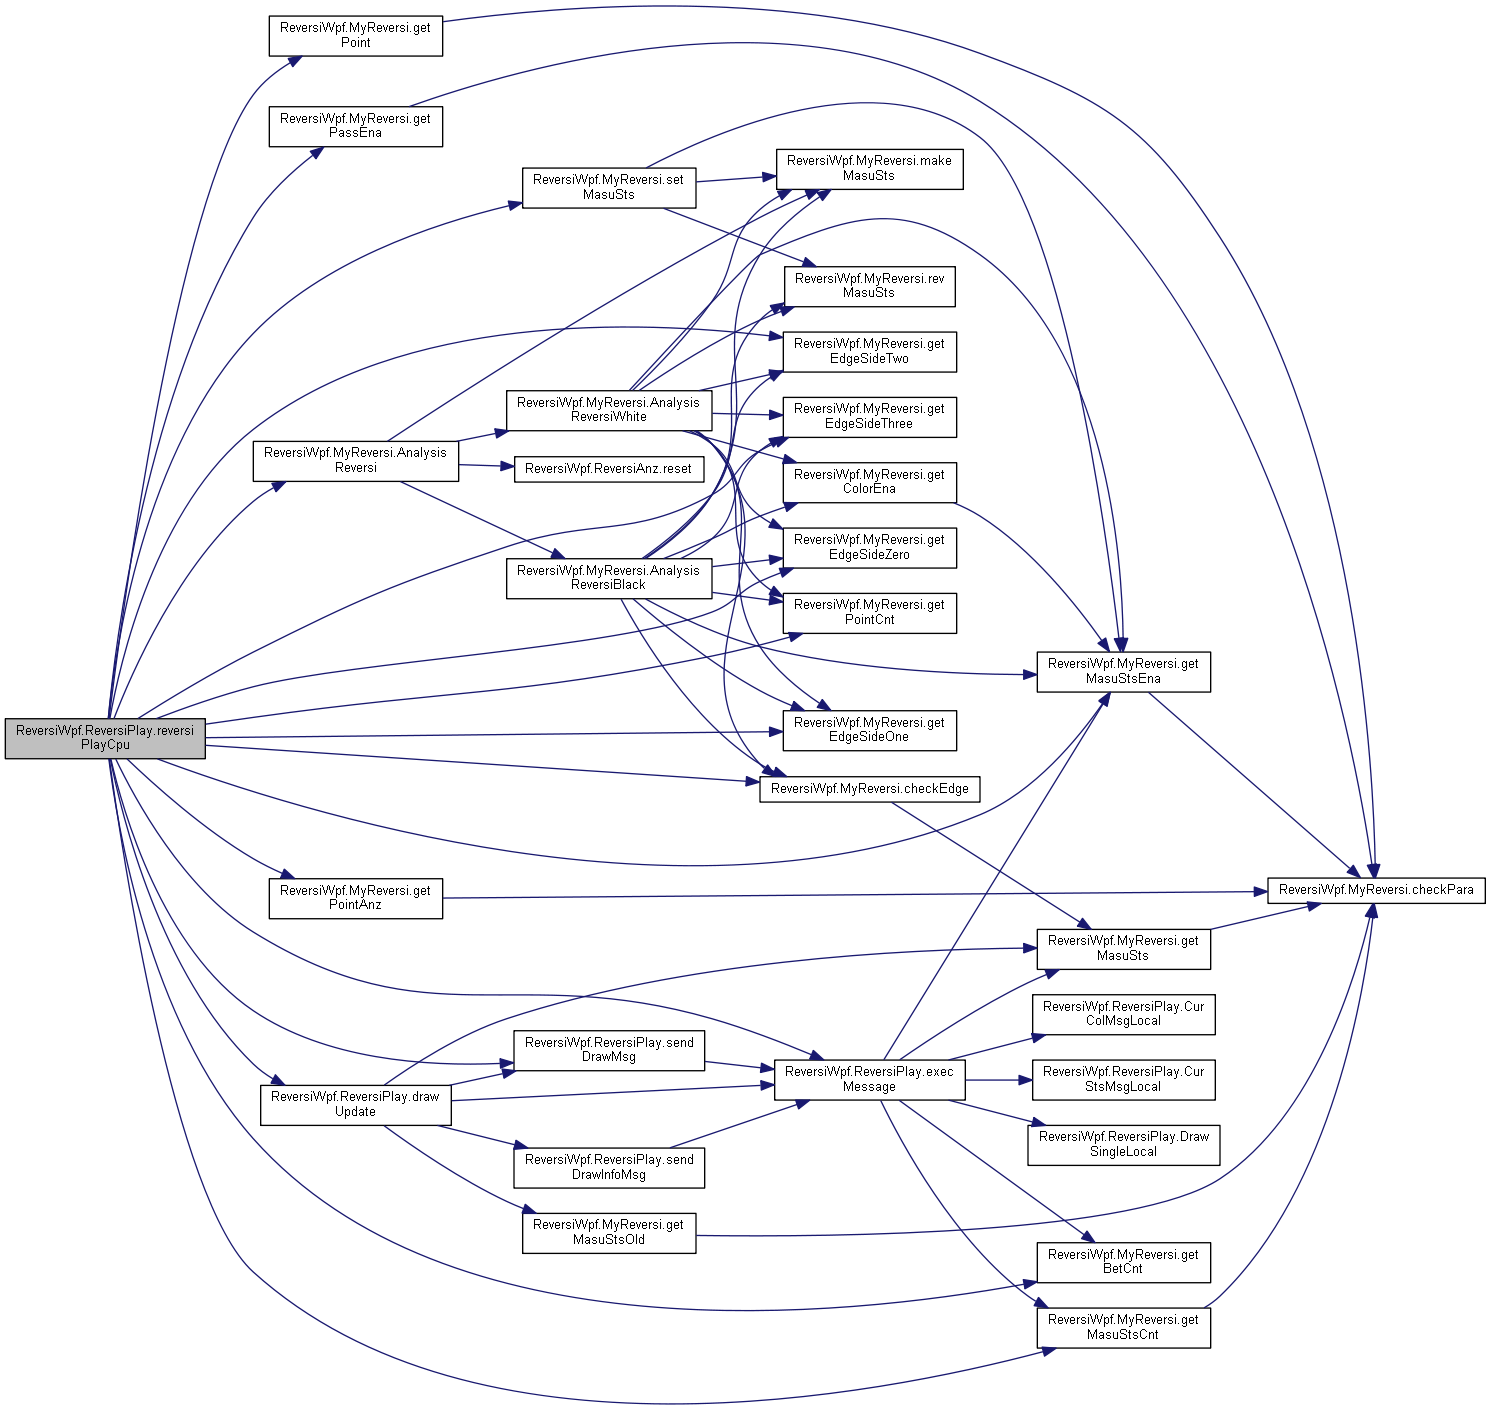 ReversiWpf.MyReversi.get
Point
ReversiWpf.MyReversi.get
PassEna
ReversiWpf.MyReversi.set
MasuSts
ReversiWpf.MyReversi.make
MasuSts
ReversiWpf.MyReversi.rev
MasuSts
ReversiWpf.MyReversi.get
EdgeSideTwo
ReversiWpf.MyReversi.Analysis
ReversiWhite
ReversiWpf.MyReversi.get
EdgeSideThree
ReversiWpf.MyReversi.Analysis
Reversi
ReversiWpf.ReversiAnz.reset
ReversiWpf.MyReversi.get
ColorEna
ReversiWpf.MyReversi.get
EdgeSideZero
ReversiWpf.MyReversi.Analysis
ReversiBlack
ReversiWpf.MyReversi.get
PointCnt
ReversiWpf.MyReversi.get
MasuStsEna
ReversiWpf.ReversiPlay.reversi
PlayCpu
ReversiWpf.MyReversi.get
EdgeSideOne
ReversiWpf.MyReversi.checkEdge
ReversiWpf.MyReversi.get
PointAnz
ReversiWpf.MyReversi.checkPara
ReversiWpf.MyReversi.get
MasuSts
ReversiWpf.ReversiPlay.Cur
ColMsgLocal
ReversiWpf.ReversiPlay.send
DrawMsg
ReversiWpf.ReversiPlay.exec
Message
ReversiWpf.ReversiPlay.Cur
StsMsgLocal
ReversiWpf.ReversiPlay.draw
Update
ReversiWpf.ReversiPlay.Draw
SingleLocal
ReversiWpf.ReversiPlay.send
DrawInfoMsg
ReversiWpf.MyReversi.get
MasuStsOld
ReversiWpf.MyReversi.get
BetCnt
ReversiWpf.MyReversi.get
MasuStsCnt